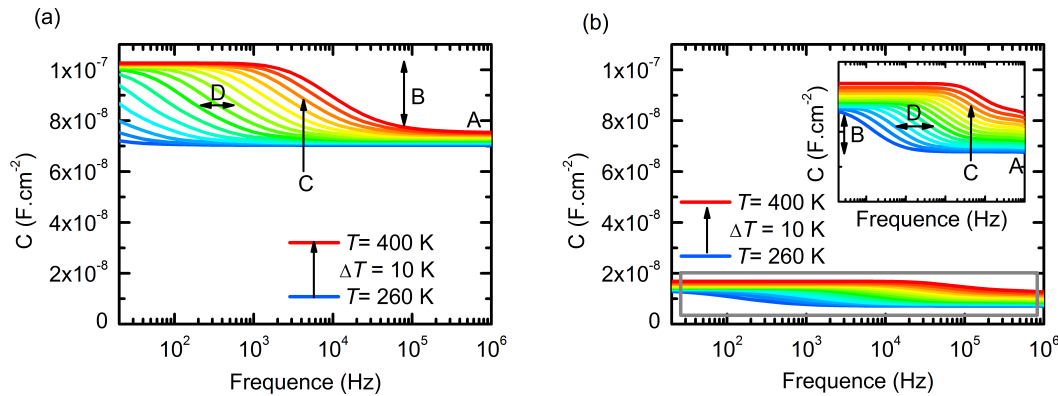 (a)
1x10⁻⁷
8x10⁻⁸
6x10⁻⁸
4x10⁻⁸
2x10⁻⁸
0
C (F.cm⁻²)
A
B
C
D
T= 400 K
ΔT = 10 K
T= 260 K
10² 10³ 10⁴ 10⁵ 10⁶
Frequence (Hz)
(b)
1x10⁻⁷
8x10⁻⁸
6x10⁻⁸
4x10⁻⁸
2x10⁻⁸
0
C (F.cm⁻²)
C (F.cm⁻²)
B
D
C
A
Frequence (Hz)
T= 400 K
ΔT = 10 K
T= 260 K
10² 10³ 10⁴ 10⁵ 10⁶
Frequence (Hz)